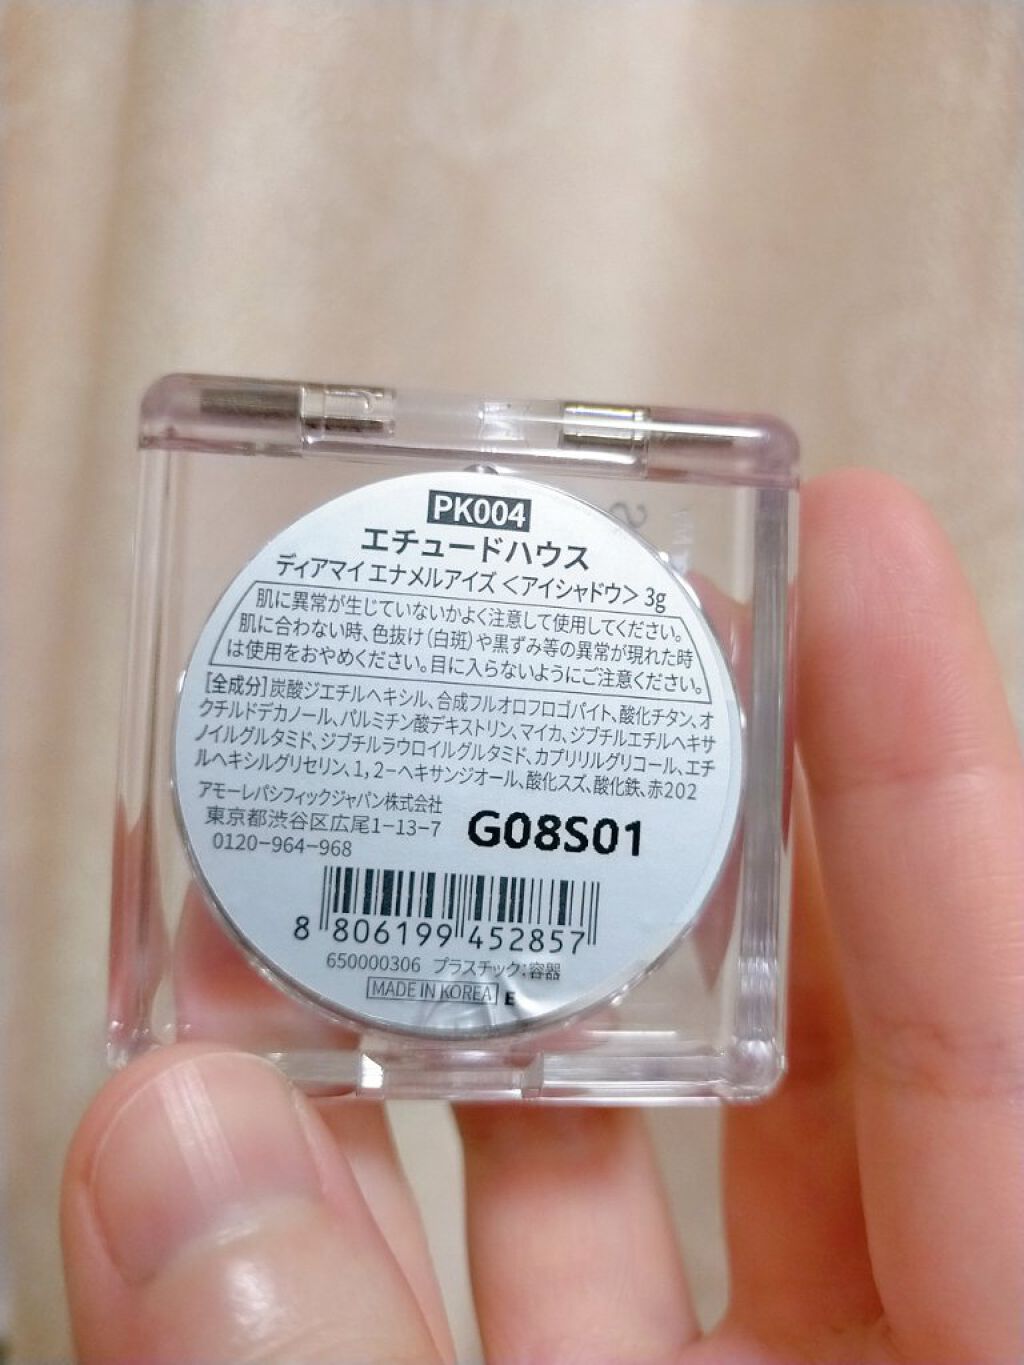 PK004
エチュードハウス
ディアマイ エナメルアイズ <アイシャドウ> 3g
肌に異常が生じていないかよく注意して使用してください。
肌に合わない時、色抜け(白斑)や黒ずみ等の異常が現れた時
は使用をおやめください。目に入らないようにご注意ください。
[全成分]炭酸ジエチルヘキシル、合成フルオロフロゴパイト、酸化チタン、オ
クチルドデカノール、パルミチン酸デキストリン、マイカ、ジブチルエチルヘキサ
ノイルグルタミド、ジブチルラウロイルグルタミド、カプリリルグリコール、エチ
ルヘキシルグリセリン、1,2-ヘキサンジオール、酸化スズ、酸化鉄、赤202
アモーレパシフィックジャパン株式会社
東京都渋谷区広尾1-13-7
0120-964-968
G08S01
8 806199 452857
650000306 プラスチック:容器
MADE IN KOREA E